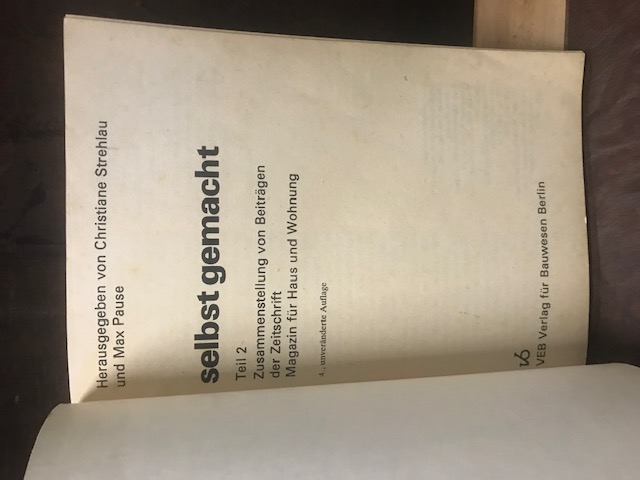 Herausgegeben von Christiane Strehlau
und Max Pause
selbst gemacht
Teil 2
Zusammenstellung von Beiträgen
der Zeitschrift
Magazin für Haus und Wohnung
4., unveränderte Auflage
VEB Verlag für Bauwesen Berlin